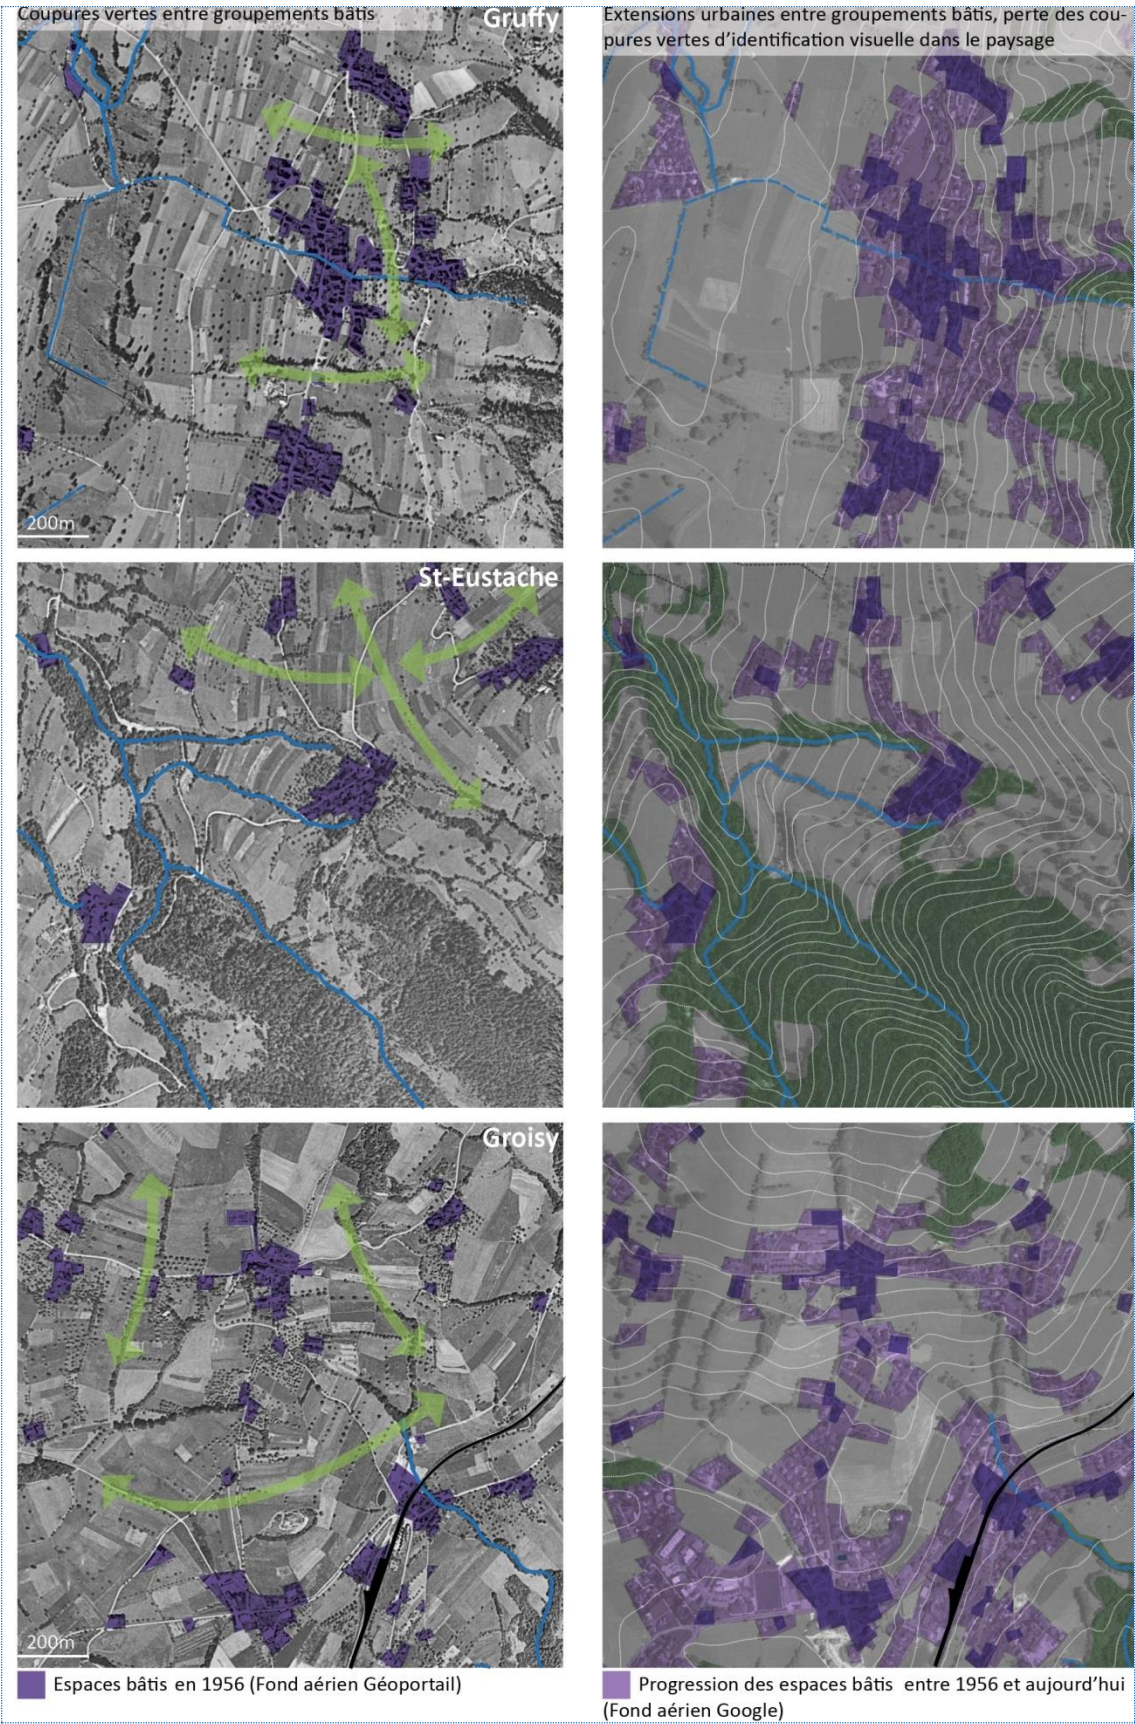 Coupures vertes entre groupements bâtis
Gruffy
Extensions urbaines entre groupements bâtis, perte des cou-
pures vertes d'identification visuelle dans le paysage
200m
St-Eustache
Groisy
200m
Espaces bâtis en 1956 (Fond aérien Géoportail)
Progression des espaces bâtis entre 1956 et aujourd'hui
(Fond aérien Google)